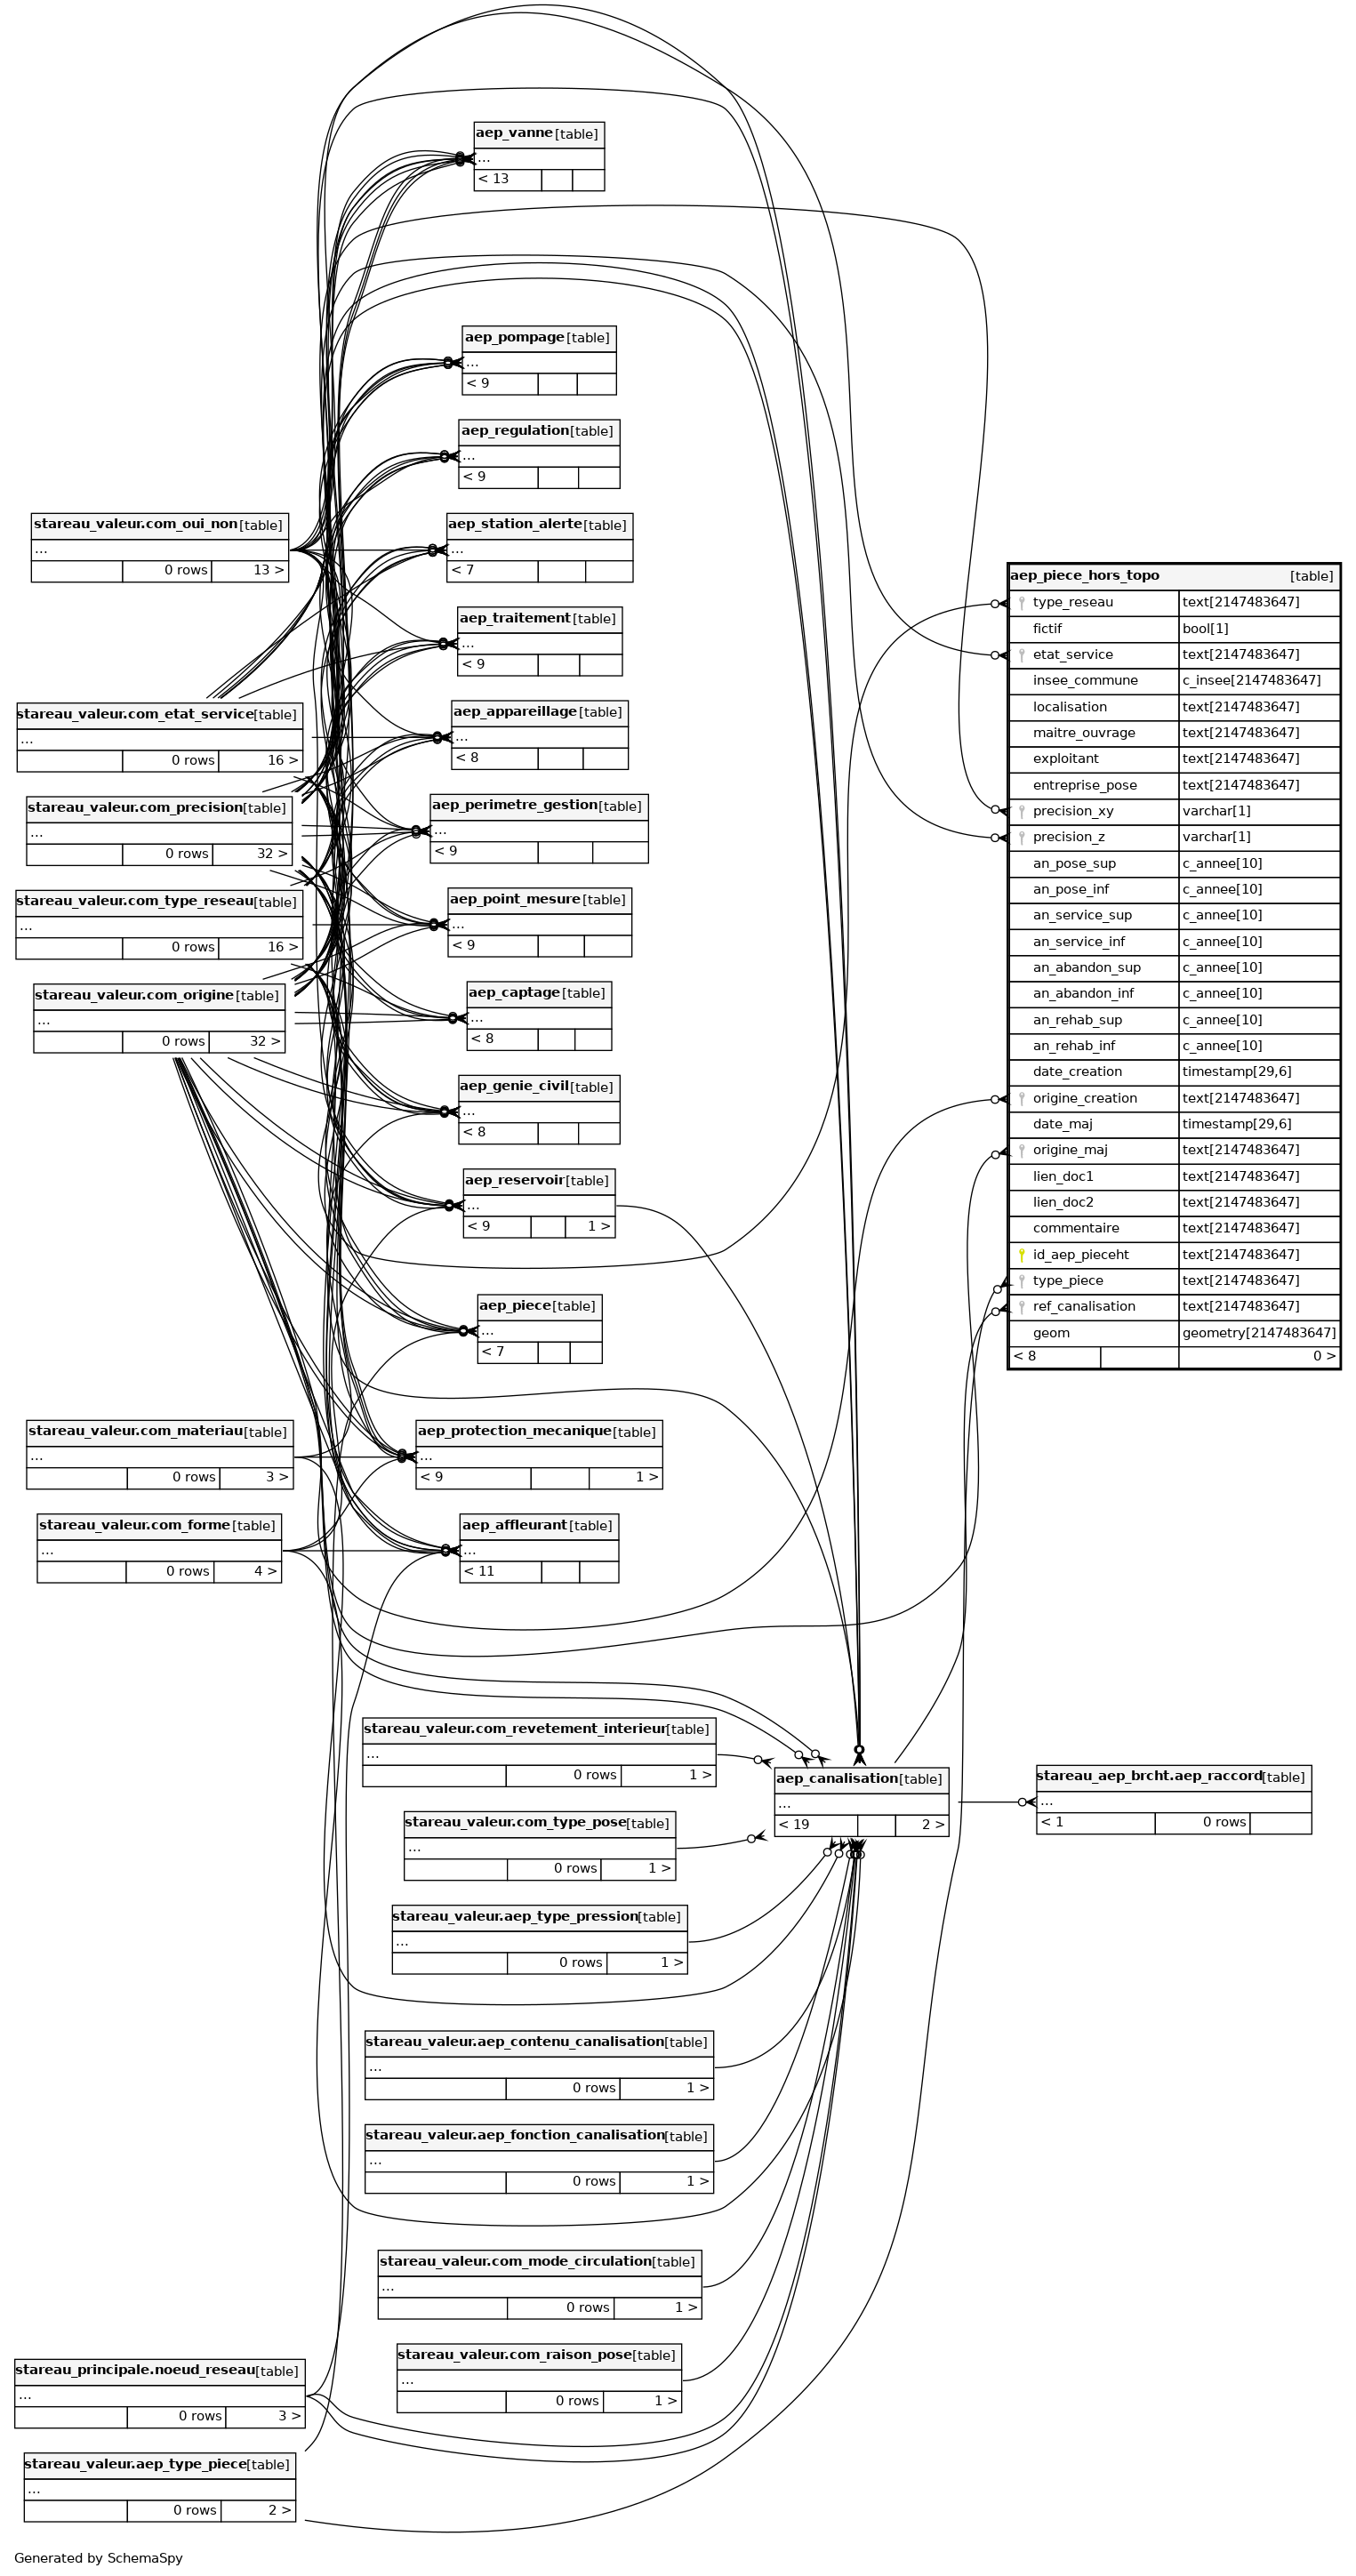 aep_vanne [table]
...
< 13
aep_pompage [table]
...
< 9
aep_regulation [table]
...
< 9
stareau_valeur.com_oui_non [table]
...
0 rows 13 >
aep_station_alerte [table]
...
< 7
aep_traitement [table]
...
< 9
stareau_valeur.com_etat_service [table]
...
0 rows 16 >
aep_appareillage [table]
...
< 8
stareau_valeur.com_precision [table]
...
0 rows 32 >
aep_perimetre_gestion [table]
...
< 9
stareau_valeur.com_type_reseau [table]
...
0 rows 16 >
aep_point_mesure [table]
...
< 9
stareau_valeur.com_origine [table]
...
0 rows 32 >
aep_captage [table]
...
< 8
aep_genie_civil [table]
...
< 8
aep_reservoir [table]
...
< 9 1 >
aep_piece [table]
...
< 7
stareau_valeur.com_materiau [table]
...
0 rows 3 >
aep_protection_mecanique [table]
...
< 9 1 >
stareau_valeur.com_forme [table]
...
0 rows 4 >
aep_affleurant [table]
...
< 11
aep_piece_hors_topo [table]
type_reseau text[2147483647]
fictif bool[1]
etat_service text[2147483647]
insee_commune c_insee[2147483647]
localisation text[2147483647]
maitre_ouvrage text[2147483647]
exploitant text[2147483647]
entreprise_pose text[2147483647]
precision_xy varchar[1]
precision_z varchar[1]
an_pose_sup c_annee[10]
an_pose_inf c_annee[10]
an_service_sup c_annee[10]
an_service_inf c_annee[10]
an_abandon_sup c_annee[10]
an_abandon_inf c_annee[10]
an_rehab_sup c_annee[10]
an_rehab_inf c_annee[10]
date_creation timestamp[29,6]
origine_creation text[2147483647]
date_maj timestamp[29,6]
origine_maj text[2147483647]
lien_doc1 text[2147483647]
lien_doc2 text[2147483647]
commentaire text[2147483647]
id_aep_pieceht text[2147483647]
type_piece text[2147483647]
ref_canalisation text[2147483647]
geom geometry[2147483647]
< 8 0 >
stareau_valeur.com_revetement_interieur [table]
...
0 rows 1 >
aep_canalisation [table]
...
< 19 2 >
stareau_aep_brcht.aep_raccord [table]
...
< 1 0 rows
stareau_valeur.com_type_pose [table]
...
0 rows 1 >
stareau_valeur.aep_type_pression [table]
...
0 rows 1 >
stareau_valeur.aep_contenu_canalisation [table]
...
0 rows 1 >
stareau_valeur.aep_fonction_canalisation [table]
...
0 rows 1 >
stareau_valeur.com_mode_circulation [table]
...
0 rows 1 >
stareau_valeur.com_raison_pose [table]
...
0 rows 1 >
stareau_principale.noeud_reseau [table]
...
0 rows 3 >
stareau_valeur.aep_type_piece [table]
...
0 rows 2 >
Generated by SchemaSpy